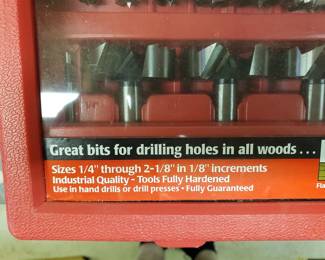 Great bits for drilling holes in all woods . . .
Sizes 1/4" through 2-1/8" in 1/8" increments
Industrial Quality - Tools Fully Hardened
Use in hand drills or drill presses • Fully Guaranteed